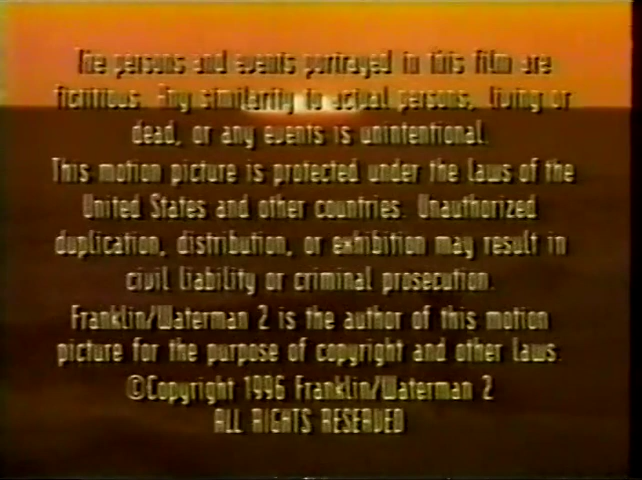 The persons and events portrayed in this film are
fictitious. Any similarity to actual persons, living or
dead, or any events is unintentional.
This motion picture is protected under the laws of the
United States and other countries. Unauthorized
duplication, distribution, or exhibition may result in
civil liability or criminal prosecution.
Franklin/Waterman 2 is the author of this motion
picture for the purpose of copyright and other laws.
©Copyright 1996 Franklin/Waterman 2
ALL RIGHTS RESERVED